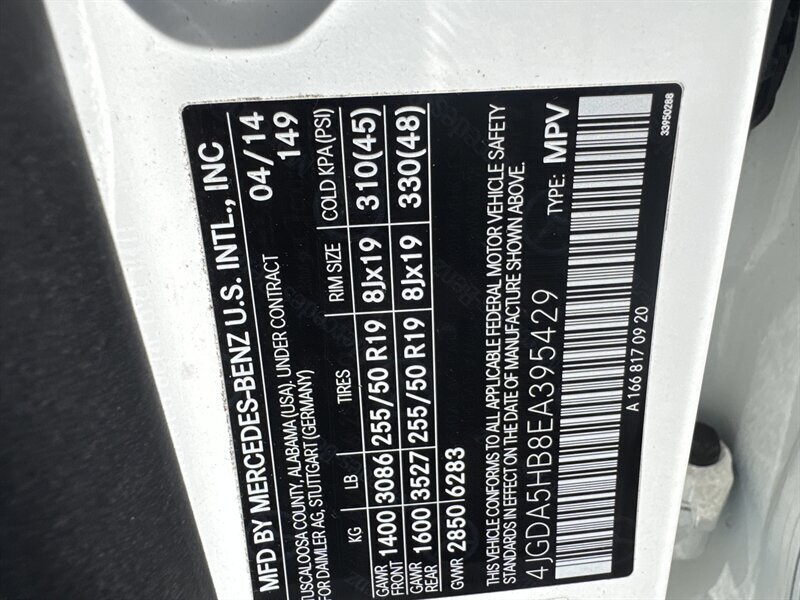 MFD BY MERCEDES-BENZ U.S. INTL., INC
TUSCALOOSA COUNTY, ALABAMA (USA). UNDER CONTRACT 04/14
FOR DAIMLER AG, STUTTGART (GERMANY) 149
KG LB TIRES RIM SIZE COLD KPA (PSI)
GAWR FRONT 1400 3086 255/50 R19 8Jx19 310(45)
GAWR REAR 1600 3527 255/50 R19 8Jx19 330(48)
GVWR 2850 6283
THIS VEHICLE CONFORMS TO ALL APPLICABLE FEDERAL MOTOR VEHICLE SAFETY
STANDARDS IN EFFECT ON THE DATE OF MANUFACTURE SHOWN ABOVE.
4JGDA5HB8EA395429 TYPE: MPV
A 166 817 09 20 33950288